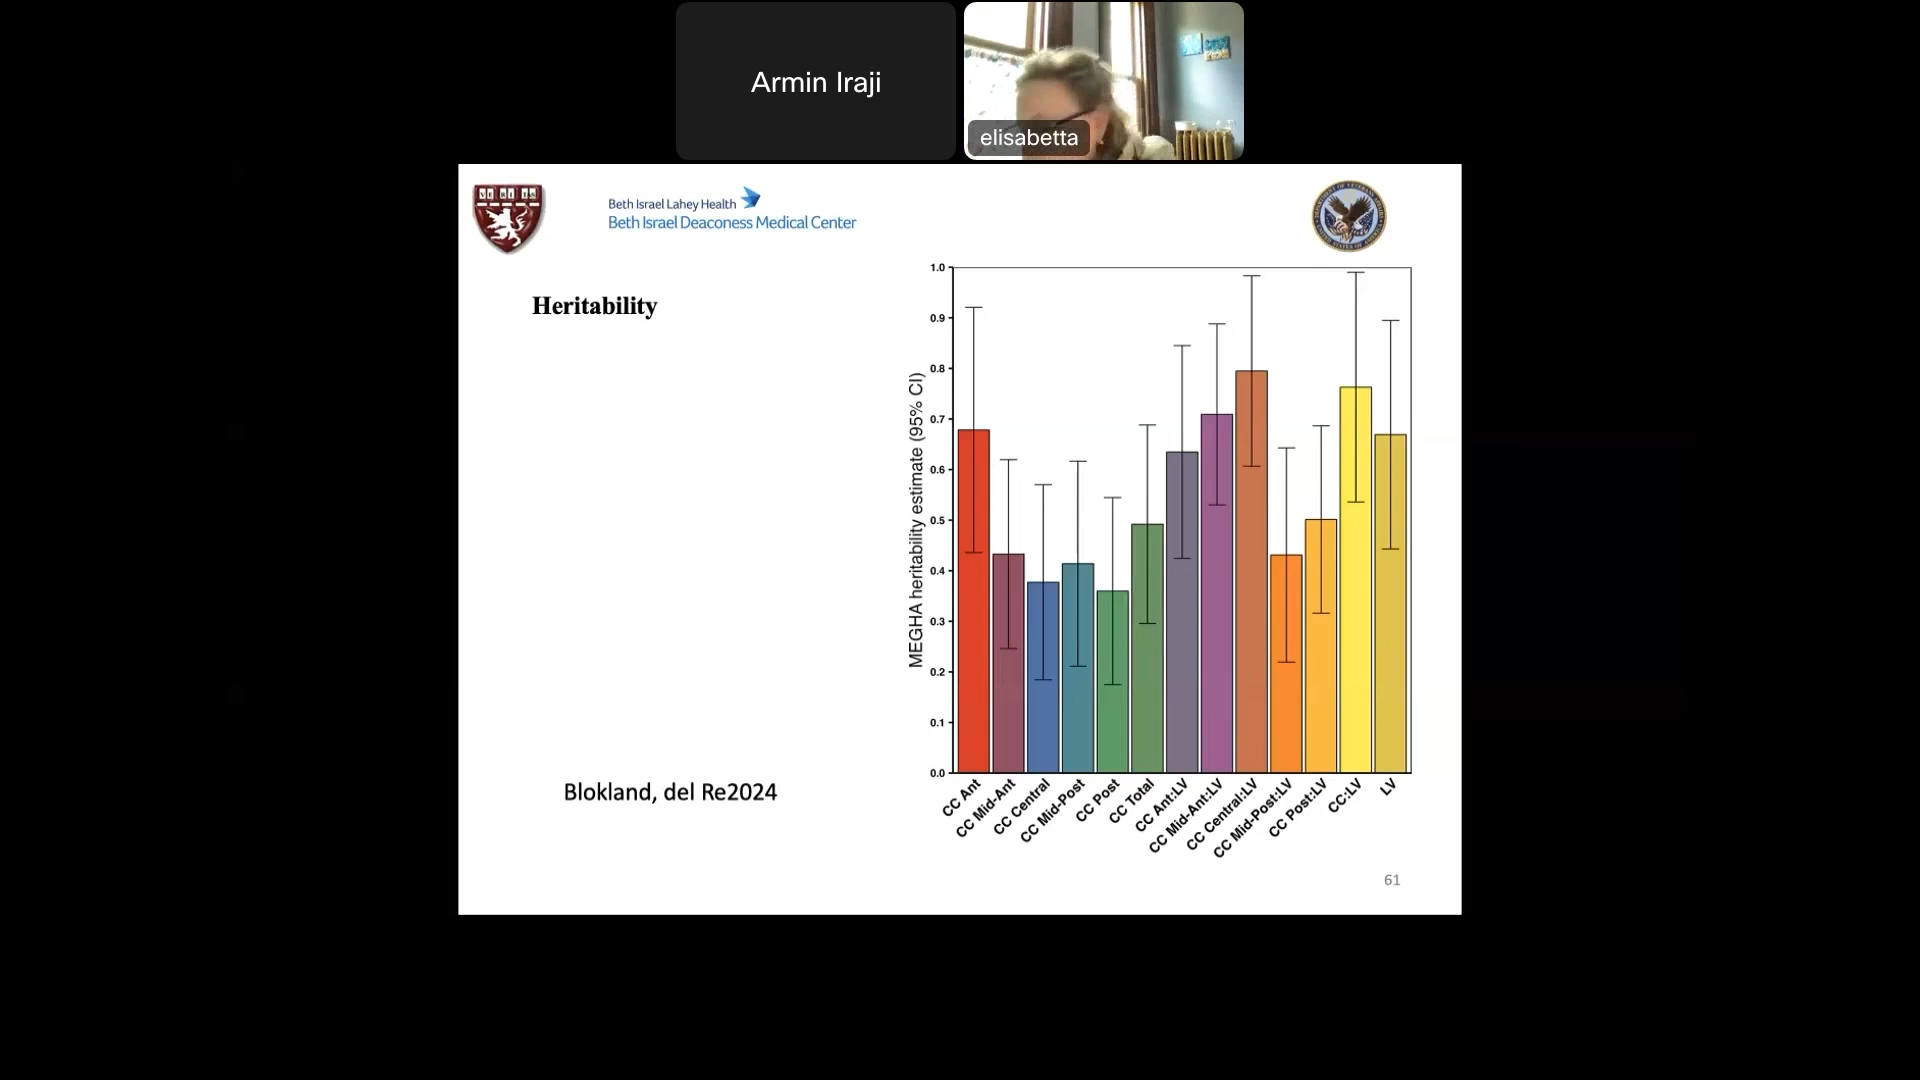 Armin Iraji
elisabetta
VE RI TAS
Beth Israel Lahey Health
Beth Israel Deaconess Medical Center
Heritability
Blokland, del Re2024
MEGHA heritability estimate (95% CI)
1.0
0.9
0.8
0.7
0.6
0.5
0.4
0.3
0.2
0.1
0.0
CC Ant
CC Mid-Ant
CC Central
CC Mid-Post
CC Post
CC Total
CC Ant:LV
CC Mid-Ant:LV
CC Central:LV
CC Mid-Post:LV
CC Post:LV
CC:LV
LV
61